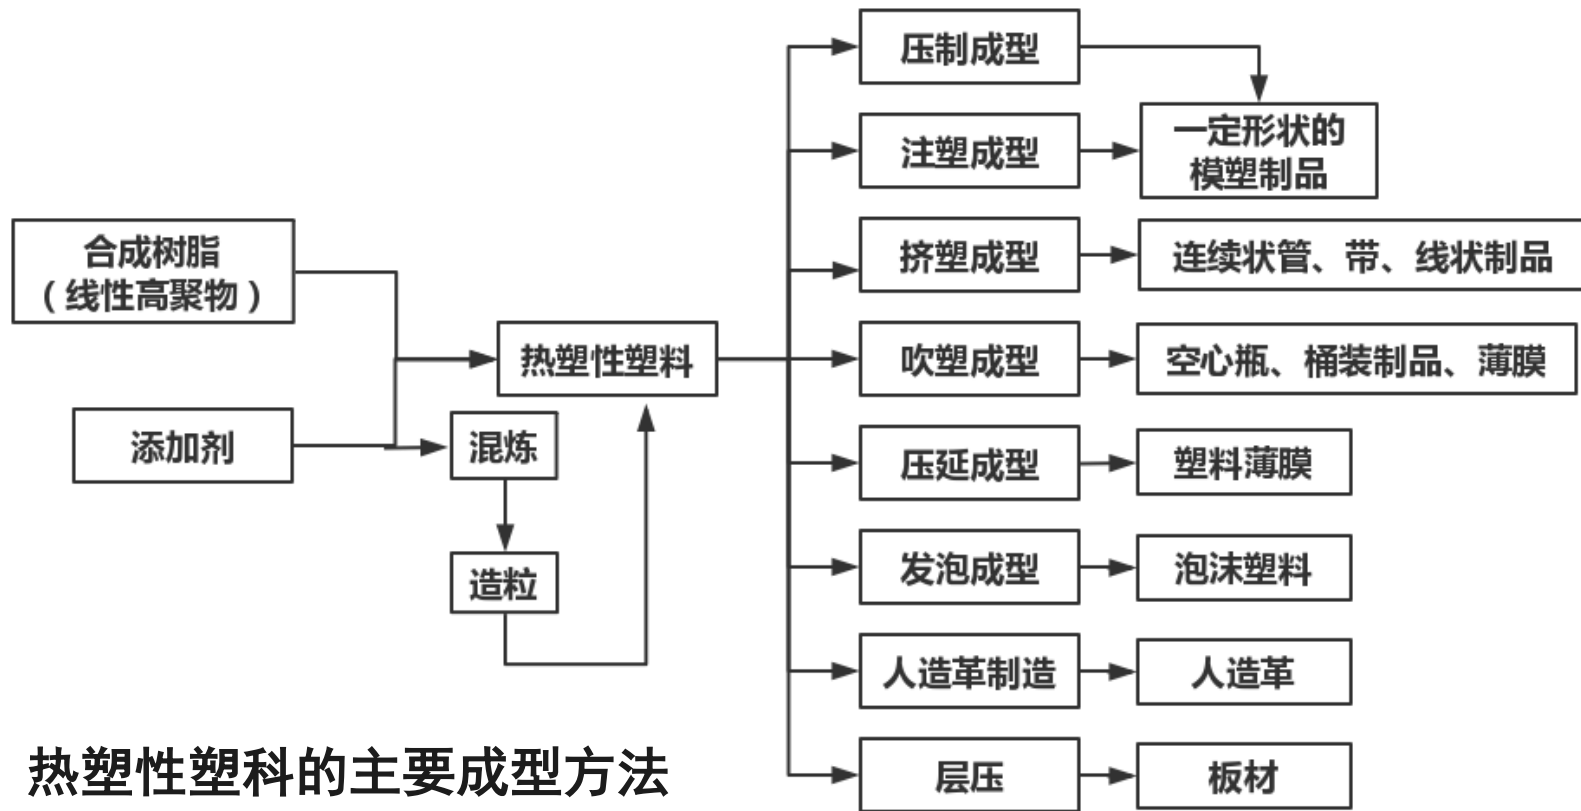 合成树脂
（线性高聚物）
添加剂
热塑性塑料
混炼
造粒
压制成型
一定形状的
模塑制品
注塑成型
挤塑成型
连续状管、带、线状制品
吹塑成型
空心瓶、桶装制品、薄膜
压延成型
塑料薄膜
发泡成型
泡沫塑料
人造革制造
人造革
层压
板材
热塑性塑科的主要成型方法